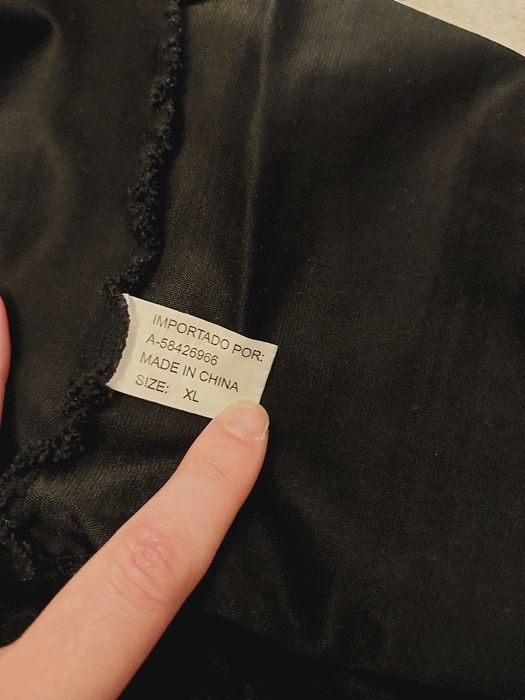 IMPORTADO POR:
A-58426966
MADE IN CHINA
SIZE: XL